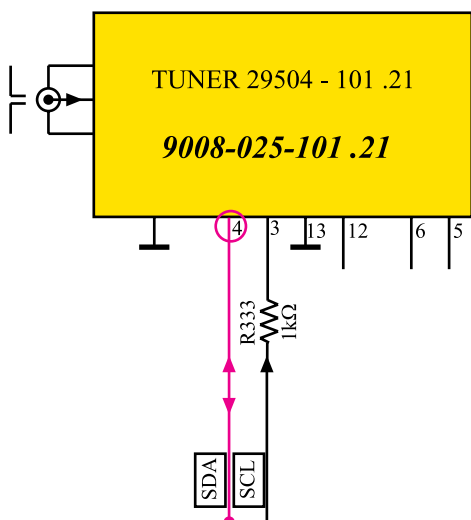 TUNER 29504 - 101 .21
9008-025-101 .21
4
3
13
12
6
5
R333
1kΩ
SDA
SCL